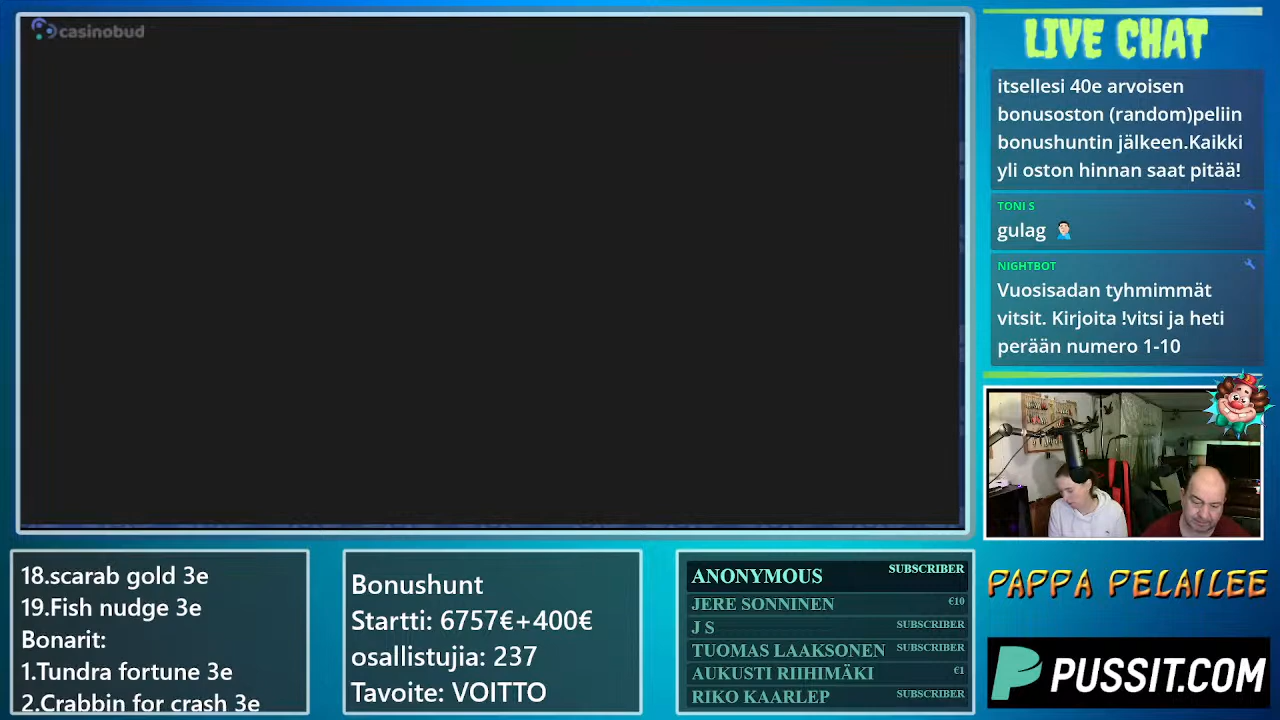 casinobud
LIVE CHAT
itsellesi 40e arvoisen
bonusoston (random)peliin
bonushuntin jälkeen.Kaikki
yli oston hinnan saat pitää!
TONI S
gulag
NIGHTBOT
Vuosisadan tyhmimmät
vitsit. Kirjoita !vitsi ja heti
perään numero 1-10
18.scarab gold 3e
19.Fish nudge 3e
Bonarit:
1.Tundra fortune 3e
2.Crabbin for crash 3e
Bonushunt
Startti: 6757€+400€
osallistujia: 237
Tavoite: VOITTO
ANONYMOUS SUBSCRIBER
JERE SONNINEN €10
J S SUBSCRIBER
TUOMAS LAAKSONEN SUBSCRIBER
AUKUSTI RIIHIMÄKI €1
RIKO KAARLEP SUBSCRIBER
PAPPA PELAILEE
PUSSIT.COM